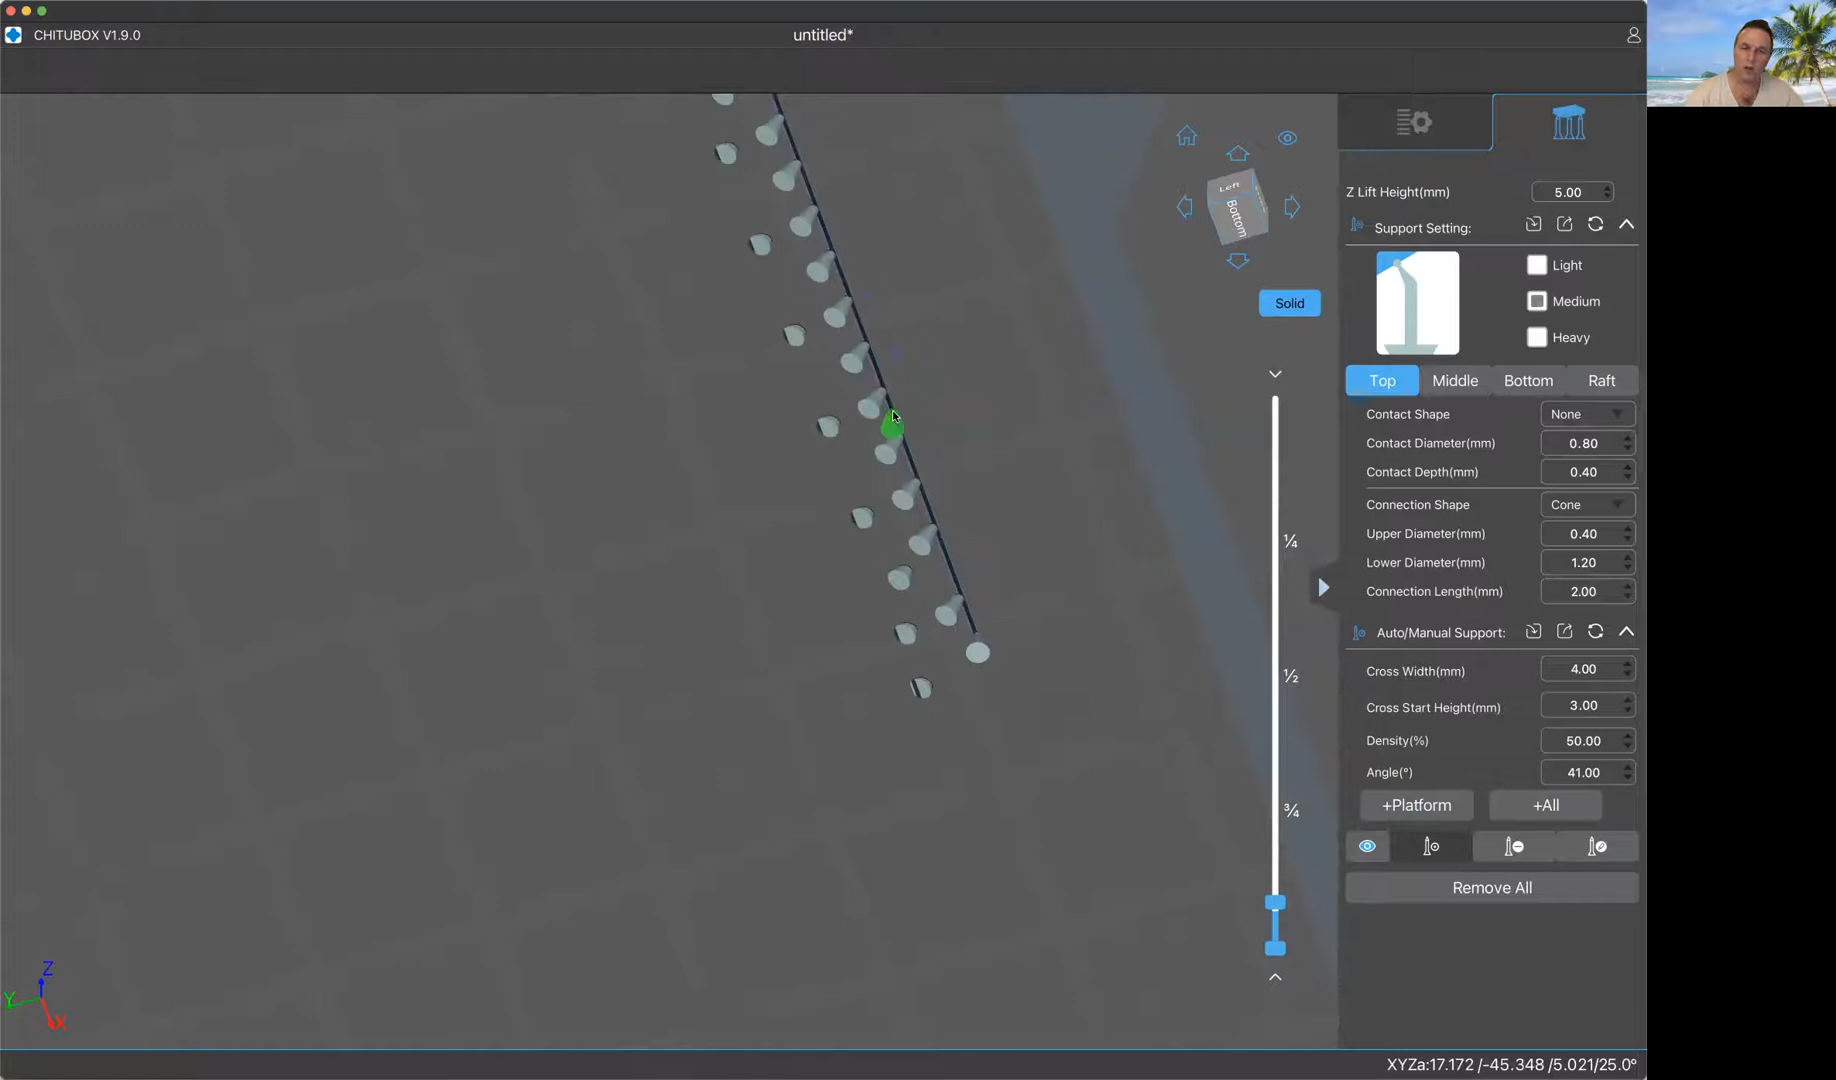 CHITUBOX V1.9.0
untitled*
Left
Bottom
Solid
¼
½
¾
Z Lift Height(mm) 5.00
Support Setting:
Light
Medium
Heavy
Top Middle Bottom Raft
Contact Shape None
Contact Diameter(mm) 0.80
Contact Depth(mm) 0.40
Connection Shape Cone
Upper Diameter(mm) 0.40
Lower Diameter(mm) 1.20
Connection Length(mm) 2.00
Auto/Manual Support:
Cross Width(mm) 4.00
Cross Start Height(mm) 3.00
Density(%) 50.00
Angle(°) 41.00
+Platform +All
Remove All
Z
Y
X
XYZa:17.172 /-45.348 /5.021/25.0°